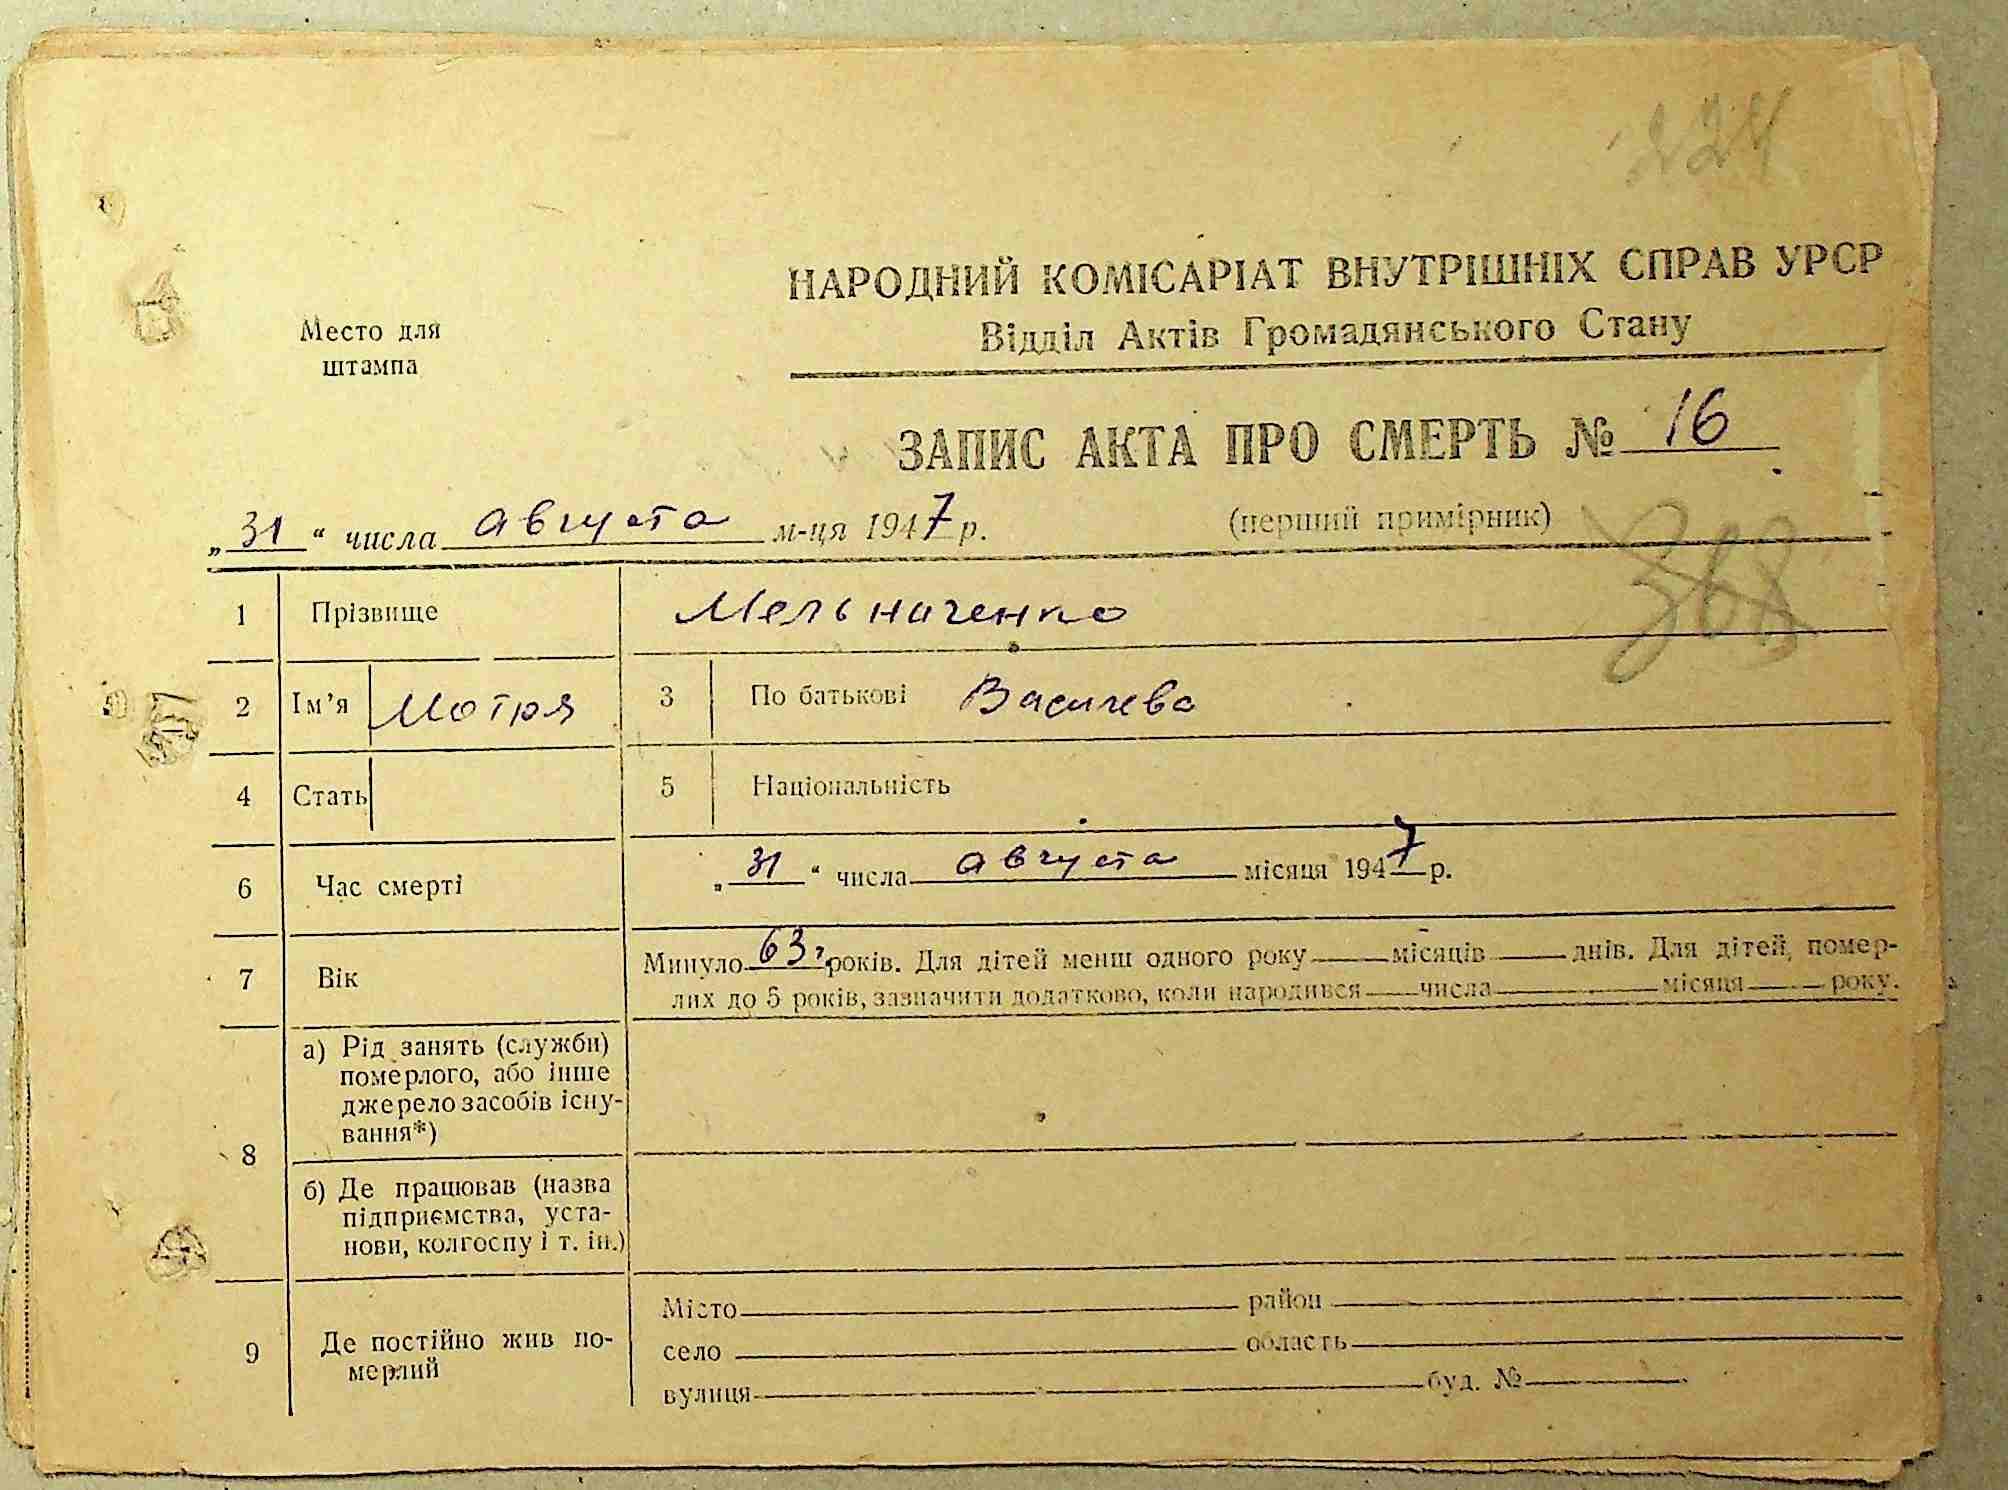 224
НАРОДНИЙ КОМІСАРІАТ ВНУТРІШНІХ СПРАВ УРСР
Відділ Актів Громадянського Стану
Место для
штампа
ЗАПИС АКТА ПРО СМЕРТЬ № 16
„31“ числа августа м-ця 1947 р.
(перший примірник)
368
1 Прізвище Мельниченко
2 Ім’я Мотря 3 По батькові Васильева
4 Стать 5 Національність
6 Час смерті „31“ числа августа місяця 1947 р.
7 Вік Минуло 63 г. років. Для дітей менш одного року місяців днів. Для дітей, помер-
лих до 5 років, зазначити додатково, коли народився числа місяця року.
8 а) Рід занять (служби)
померлого, або інше
джерело засобів існу-
вання*)
б) Де працював (назва
підприємства, уста-
нови, колгоспу і т. ін.)
9 Де постійно жив по-
мерлий
Місто район
село область
вулиця буд. №